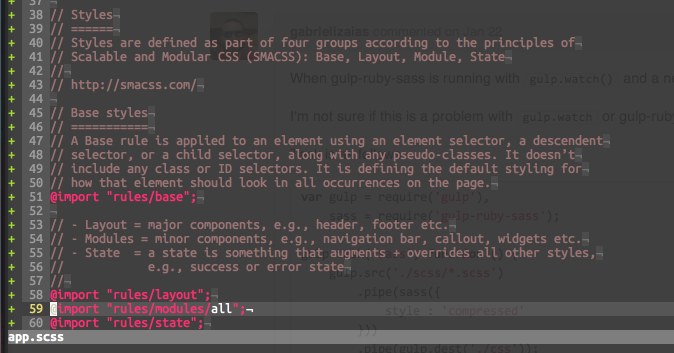 + 37
+ 38 // Styles¬
+ 39 // ======¬
+ 40 // Styles are defined as part of four groups according to the principles of¬
+ 41 // Scalable and Modular CSS (SMACSS): Base, Layout, Module, State¬
+ 42 //¬
+ 43 // http://smacss.com/¬
+ 44 ¬
+ 45 // Base styles¬
+ 46 // ===========¬
+ 47 // A Base rule is applied to an element using an element selector, a descendent¬
+ 48 // selector, or a child selector, along with any pseudo-classes. It doesn't¬
+ 49 // include any class or ID selectors. It is defining the default styling for¬
+ 50 // how that element should look in all occurrences on the page.¬
+ 51 @import "rules/base";¬
+ 52 ¬
+ 53 // - Layout = major components, e.g., header, footer etc.¬
+ 54 // - Modules = minor components, e.g., navigation bar, callout, widgets etc.¬
+ 55 // - State  = a state is something that augments + overrides all other styles,¬
+ 56 //            e.g., success or error state¬
+ 57 //¬
+ 58 @import "rules/layout";¬
+ 59 @import "rules/modules/all";¬
+ 60 @import "rules/state";¬
app.scss
commented on Jan 22
When gulp-ruby-sass is running with gulp.watch() and a
I'm not sure if this is a problem with gulp.watch or gulp-ruby-
var gulp = require('gulp'),
sass = require('gulp-ruby-sass');
gulp.src("./scss/*.scss")
.pipe(sass({
style : "compressed"
}))
.pipe(gulp.dest('./css'));